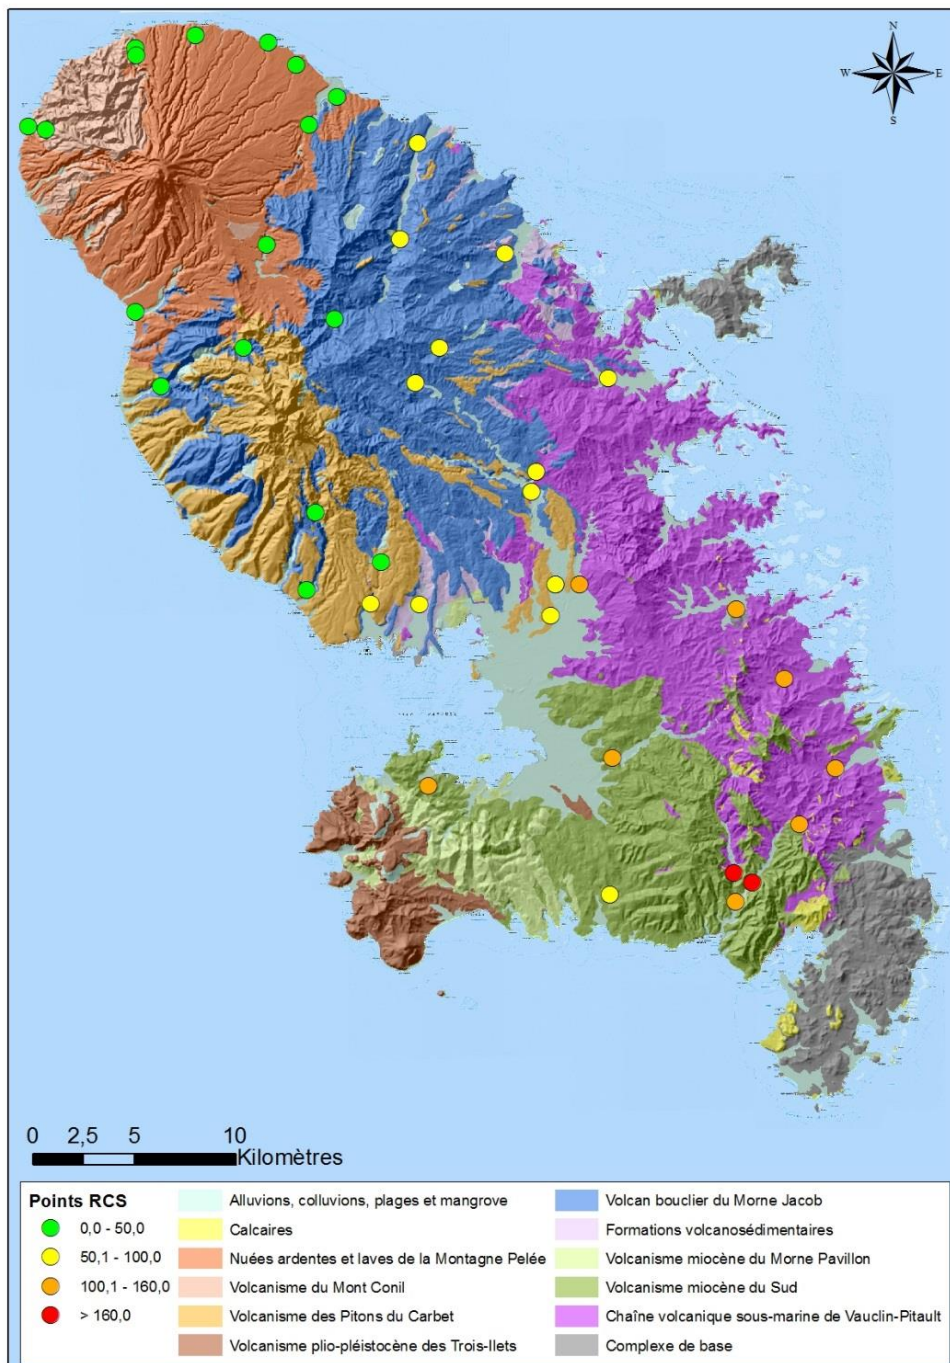 N
W E
S
0 2,5 5 10
Kilomètres
Points RCS
0,0 - 50,0
50,1 - 100,0
100,1 - 160,0
> 160,0
Alluvions, colluvions, plages et mangrove
Calcaires
Nuées ardentes et laves de la Montagne Pelée
Volcanisme du Mont Conil
Volcanisme des Pitons du Carbet
Volcanisme plio-pléistocène des Trois-Ilets
Volcan bouclier du Morne Jacob
Formations volcanosédimentaires
Volcanisme miocène du Morne Pavillon
Volcanisme miocène du Sud
Chaîne volcanique sous-marine de Vauclin-Pitault
Complexe de base